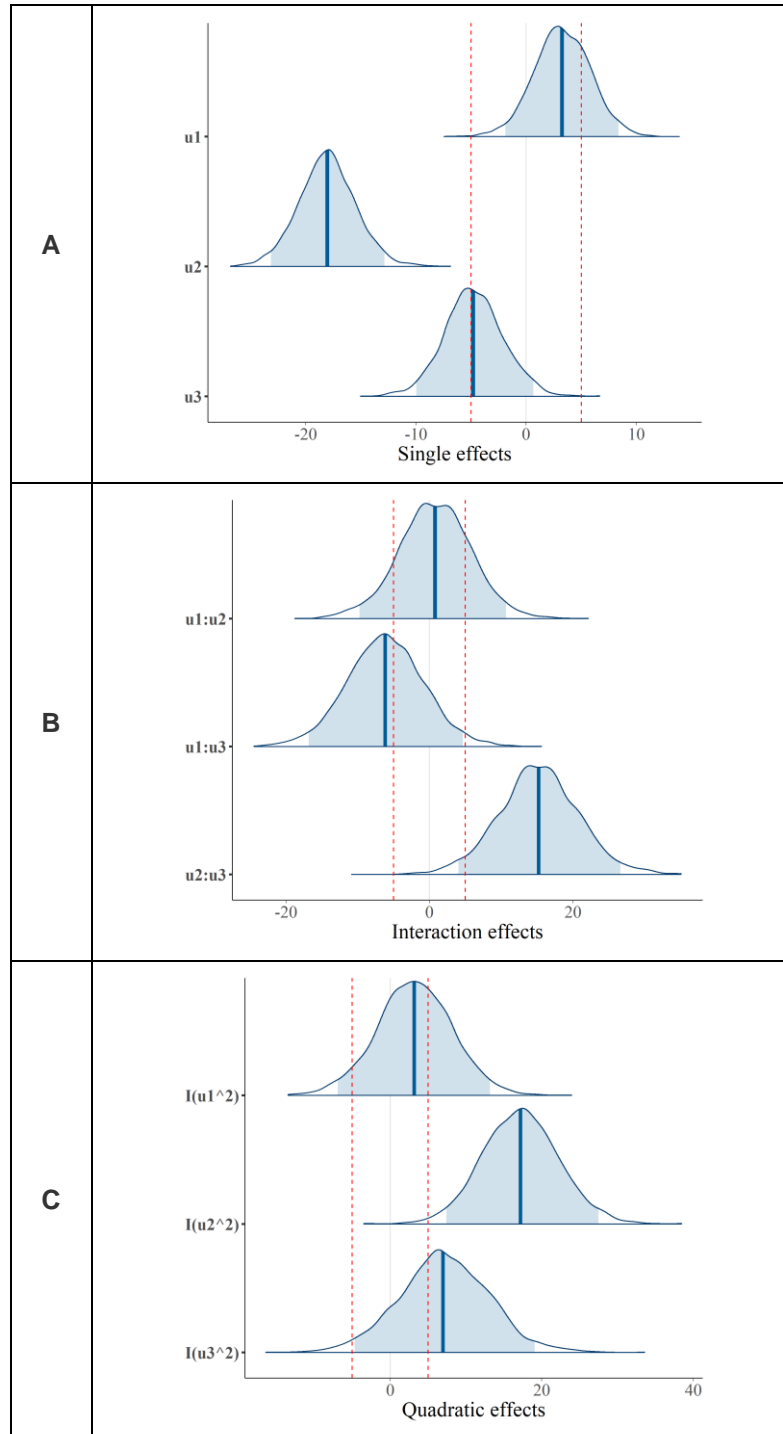 A
u1
u2
u3
-20 -10 0 10
Single effects
B
u1:u2
u1:u3
u2:u3
-20 0 20
Interaction effects
C
I(u1^2)
I(u2^2)
I(u3^2)
0 20 40
Quadratic effects